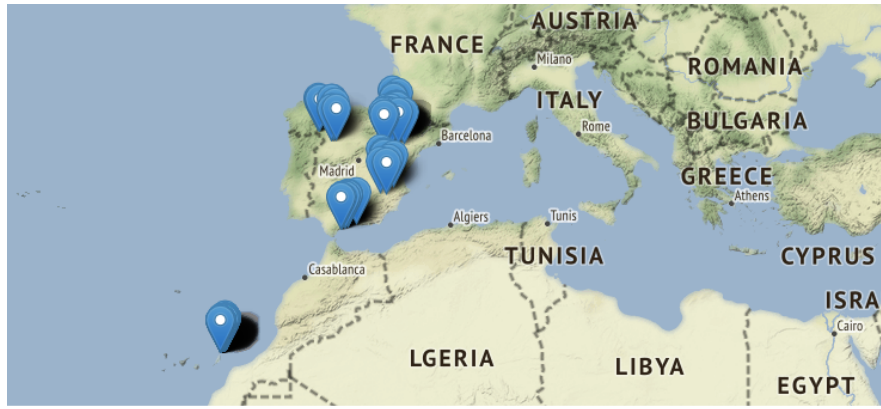 AUSTRIA
FRANCE
Milano
ROMANIA
ITALY
BULGARIA
Rome
Barcelona
Madrid
GREECE
Athens
Algiers
Tunis
TUNISIA
CYPRUS
Casablanca
ISRA
Cairo
LGERIA
LIBYA
EGYPT